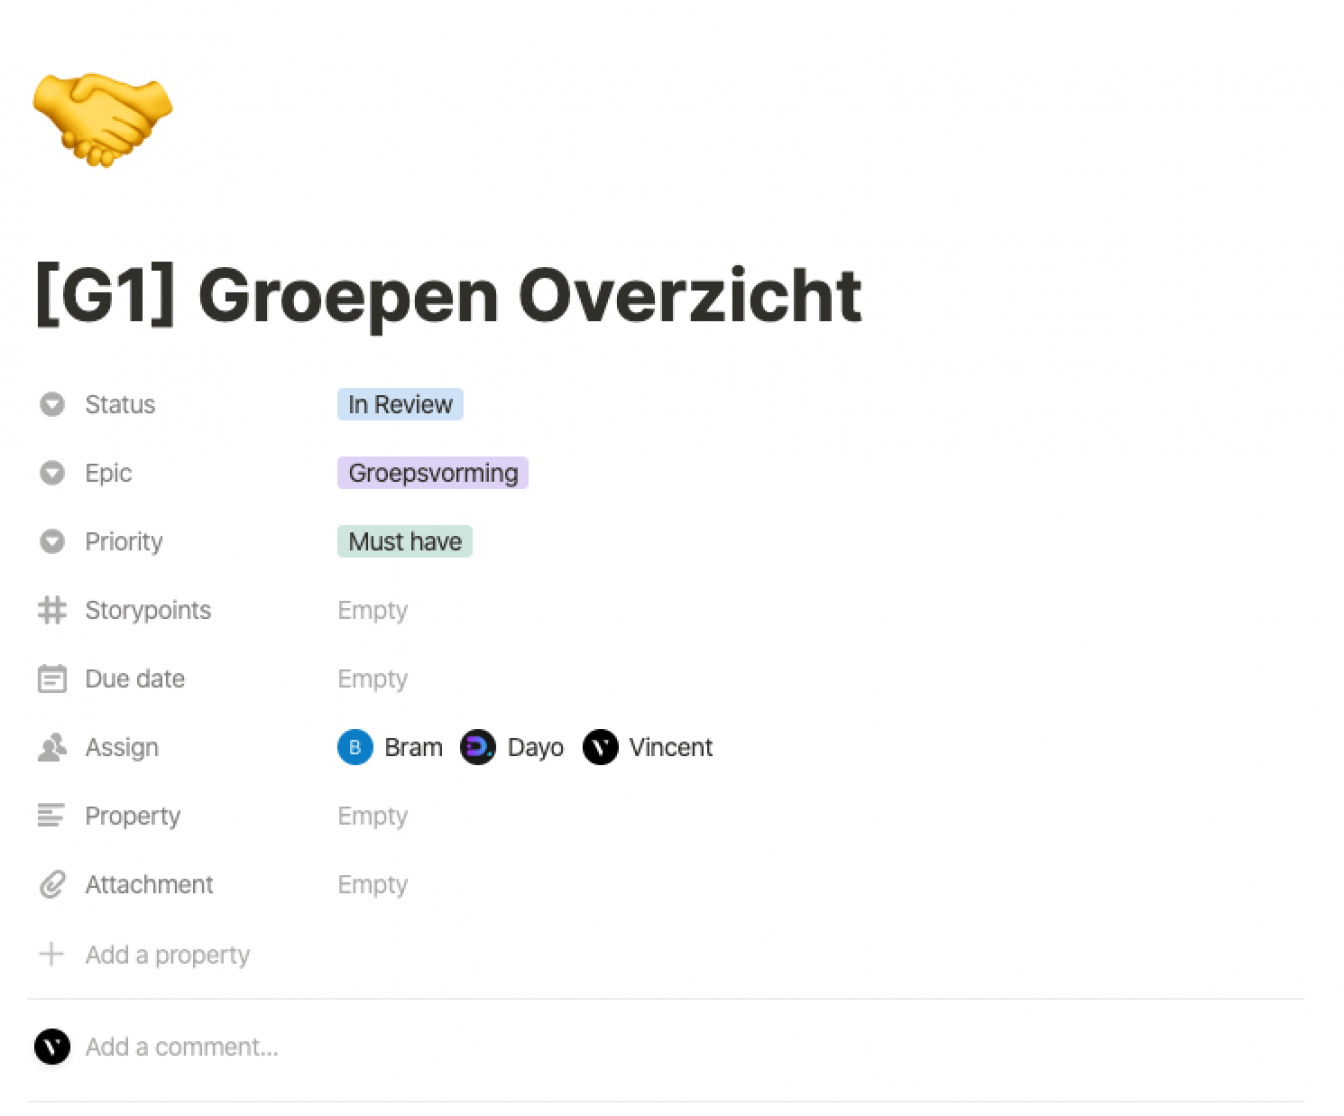 [G1] Groepen Overzicht
Status In Review
Epic Groepsvorming
Priority Must have
Storypoints Empty
Due date Empty
Assign B Bram D. Dayo V Vincent
Property Empty
Attachment Empty
Add a property
V Add a comment...